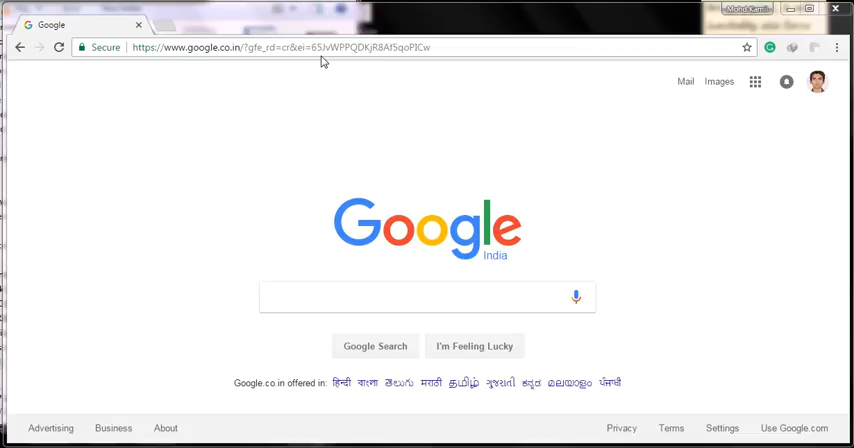 Mohd Kamil
Google
Secure
https://www.google.co.in/?gfe_rd=cr&ei=65JvWPPQDKjR8Af5qoPICw
Mail Images
Google
India
Google Search I'm Feeling Lucky
Google.co.in offered in: हिन्दी বাংলা తెలుగు मराठी தமிழ் ગુજરાતી ಕನ್ನಡ മലയാളം ਪੰਜਾਬੀ
Advertising Business About Privacy Terms Settings Use Google.com